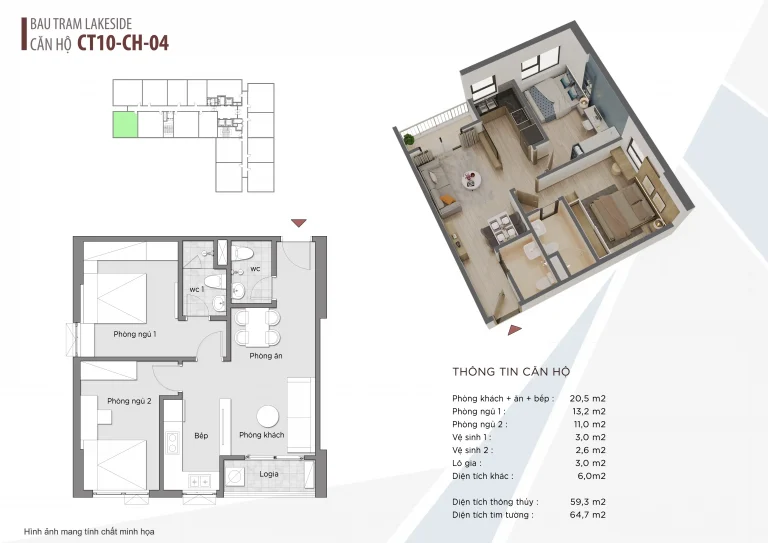 BAU TRAM LAKESIDE
CĂN HỘ CT10-CH-04
wc
wc 1
Phòng ngủ 1
Phòng ăn
Phòng ngủ 2
Bếp
Phòng khách
Logia
Hình ảnh mang tính chất minh họa
THÔNG TIN CĂN HỘ
Phòng khách + ăn + bếp : 20,5 m2
Phòng ngủ 1 : 13,2 m2
Phòng ngủ 2 : 11,0 m2
Vệ sinh 1 : 3,0 m2
Vệ sinh 2 : 2,6 m2
Lô gia : 3,0 m2
Diện tích khác : 6,0m2
Diện tích thông thủy : 59,3 m2
Diện tích tim tường : 64,7 m2